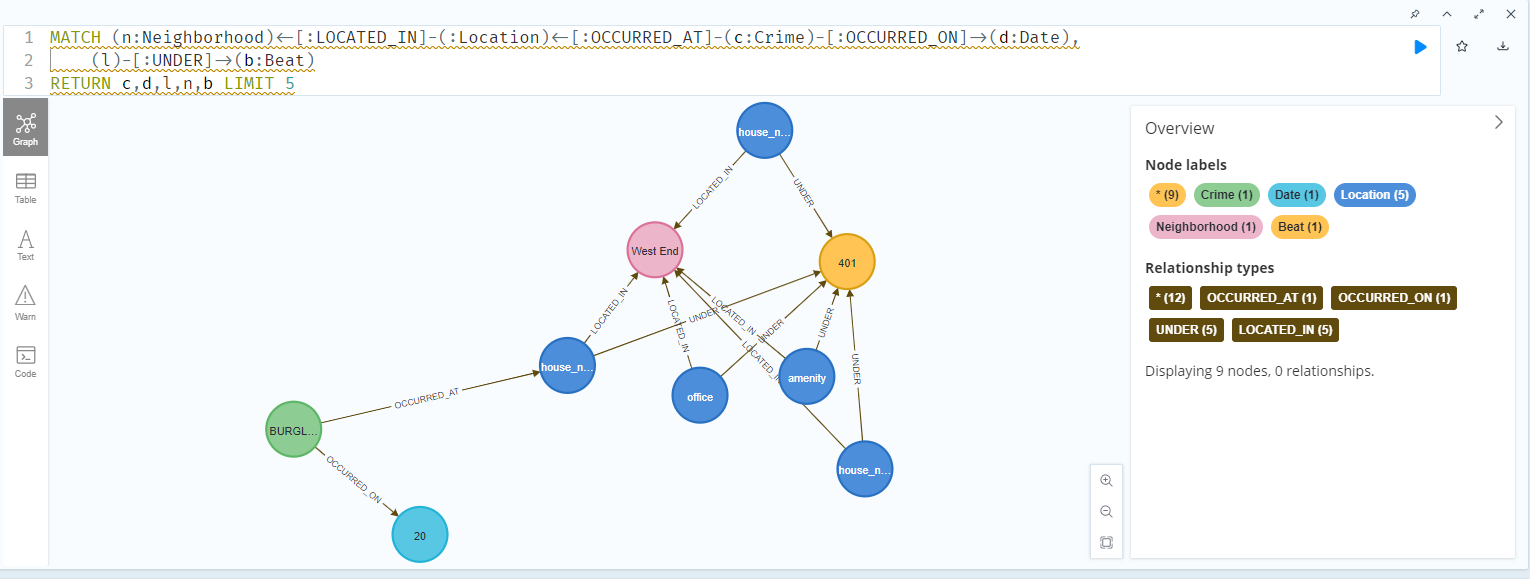 1 MATCH (n:Neighborhood)<-[:LOCATED_IN]-(:Location)<-[:OCCURRED_AT]-(c:Crime)-[:OCCURRED_ON]->(d:Date),
2 (l)-[:UNDER]->(b:Beat)
3 RETURN c,d,l,n,b LIMIT 5
Graph
Table
Text
Warn
Code
house_n...
LOCATED_IN
UNDER
West End
401
LOCATED_IN
LOCATED_IN
UNDER
LOCATED_IN
UNDER
UNDER
LOCATED_IN
UNDER
house_n...
office
amenity
OCCURRED_AT
BURGL...
house_n...
OCCURRED_ON
20
Overview
Node labels
* (9) Crime (1) Date (1) Location (5)
Neighborhood (1) Beat (1)
Relationship types
* (12) OCCURRED_AT (1) OCCURRED_ON (1)
UNDER (5) LOCATED_IN (5)
Displaying 9 nodes, 0 relationships.